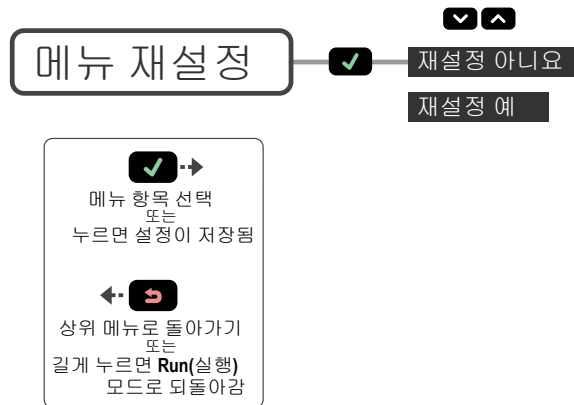 메뉴 재설정
재설정 아니요
재설정 예
메뉴 항목 선택
또는
누르면 설정이 저장됨
상위 메뉴로 돌아가기
또는
길게 누르면 Run(실행)
모드로 되돌아감